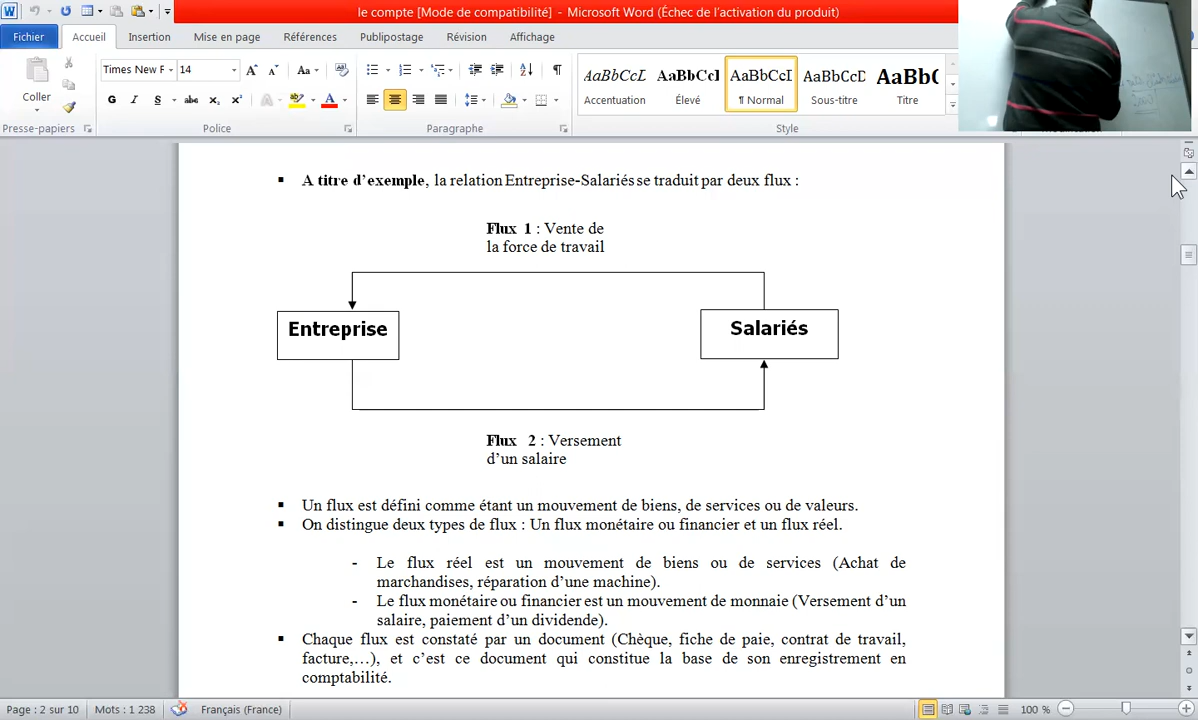 le compte [Mode de compatibilité] - Microsoft Word (Échec de l'activation du produit)
Fichier Accueil Insertion Mise en page Références Publipostage Révision Affichage
Coller
Times New F 14
AaBbCcL AaBbCcI AaBbCcI AaBbCcD AaBb(
Accentuation Élevé ¶ Normal Sous-titre Titre
Presse-papiers Police Paragraphe Style
▪ A titre d'exemple, la relation Entreprise-Salariés se traduit par deux flux :
Flux 1 : Vente de
la force de travail
Entreprise Salariés
Flux 2 : Versement
d'un salaire
▪ Un flux est défini comme étant un mouvement de biens, de services ou de valeurs.
▪ On distingue deux types de flux : Un flux monétaire ou financier et un flux réel.
- Le flux réel est un mouvement de biens ou de services (Achat de
marchandises, réparation d'une machine).
- Le flux monétaire ou financier est un mouvement de monnaie (Versement d'un
salaire, paiement d'un dividende).
▪ Chaque flux est constaté par un document (Chèque, fiche de paie, contrat de travail,
facture,…), et c'est ce document qui constitue la base de son enregistrement en
comptabilité.
Page : 2 sur 10 Mots : 1 238 Français (France) 100 %